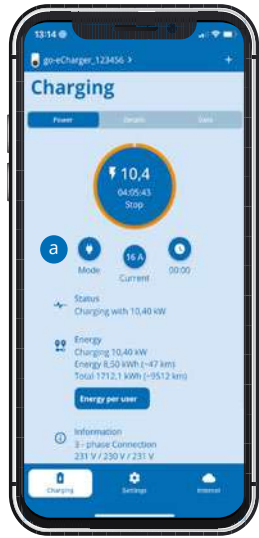 13:14
go-eCharger_123456 > +
Charging
Power Details Data
10,4
04:05:43
Stop
a
16 A
Mode Current 00:00
Status
Charging with 10,40 kW
Energy
Charging 10,40 kW
Energy 8,50 kWh (~47 km)
Total 1712,1 kWh (~9512 km)
Energy per user
Information
3 - phase Connection
231 V / 230 V / 231 V
Charging Settings Internet